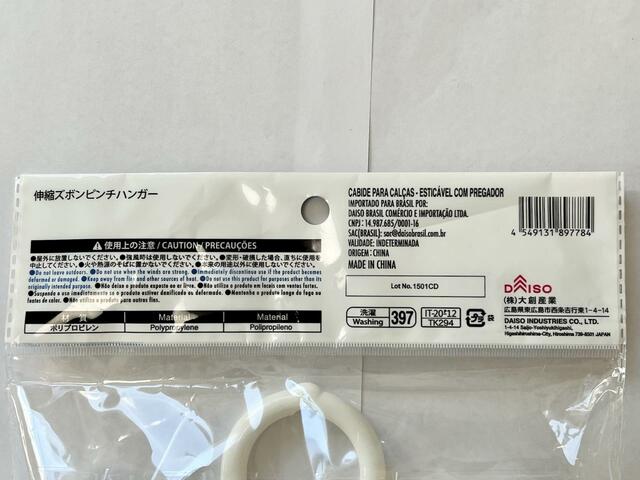 伸縮ズボンピンチハンガー
⚠ 使用上の注意 / CAUTION / PRECAUÇÕES
●屋外に放置しないでください。●強風時は使用しないでください。●変形・破損した場合、直ちに使用を
中止してください。●火や熱源のそばに置かないでください。●本来の用途以外に使用しないでください。
●Do not leave outdoors. ●Do not use when the winds are strong. ●Immediately discontinue use if the product becomes
deformed or damaged. ●Keep away from fire and other sources of heat. ●Do not use for purposes other than its
original purpose. ●Não deixe o produto exposto ao ar livre. ●Não use o produto em caso de ventos fortes.
●Suspenda o uso imediatamente se o produto estiver deformado ou danificado. ●Mantenha longe de fogo ou
fontes de calor. ●Não utilize o produto para outros fins.
材質 Material Material
ポリプロピレン Polypropylene Polipropileno
CABIDE PARA CALÇAS - ESTICÁVEL COM PREGADOR
IMPORTADO PARA BRASIL POR:
DAISO BRASIL COMÉRCIO E IMPORTAÇÃO LTDA.
CNPJ: 14.987.685/0001-16
SAC(BRASIL): sac@daisobrasil.com.br
VALIDADE: INDETERMINADA
ORIGEM: CHINA
MADE IN CHINA
Lot No. 1501CD
洗濯
Washing
397
IT-20ｵ12
TK294
プラ 袋
4 549131 897784
DAISO
(株)大創産業
広島県東広島市西条吉行東1-4-14
DAISO INDUSTRIES CO., LTD.
1-4-14 Saijo-Yoshiyukihigashi,
Higashihiroshima-City, Hiroshima 739-8501 JAPAN